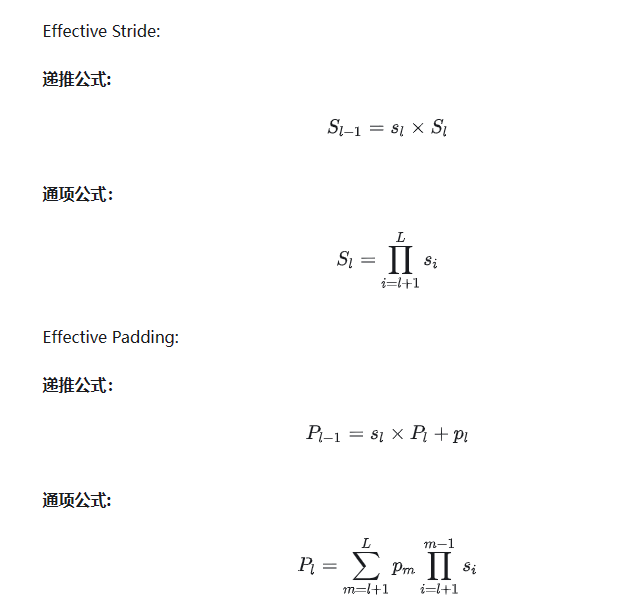 Effective Stride:
递推公式:
$S_{l-1} = s_l \times S_l$
通项公式：
$S_l = \prod_{i=l+1}^{L} s_i$
Effective Padding:
递推公式：
$P_{l-1} = s_l \times P_l + p_l$
通项公式:
$P_l = \sum_{m=l+1}^{L} p_m \prod_{i=l+1}^{m-1} s_i$